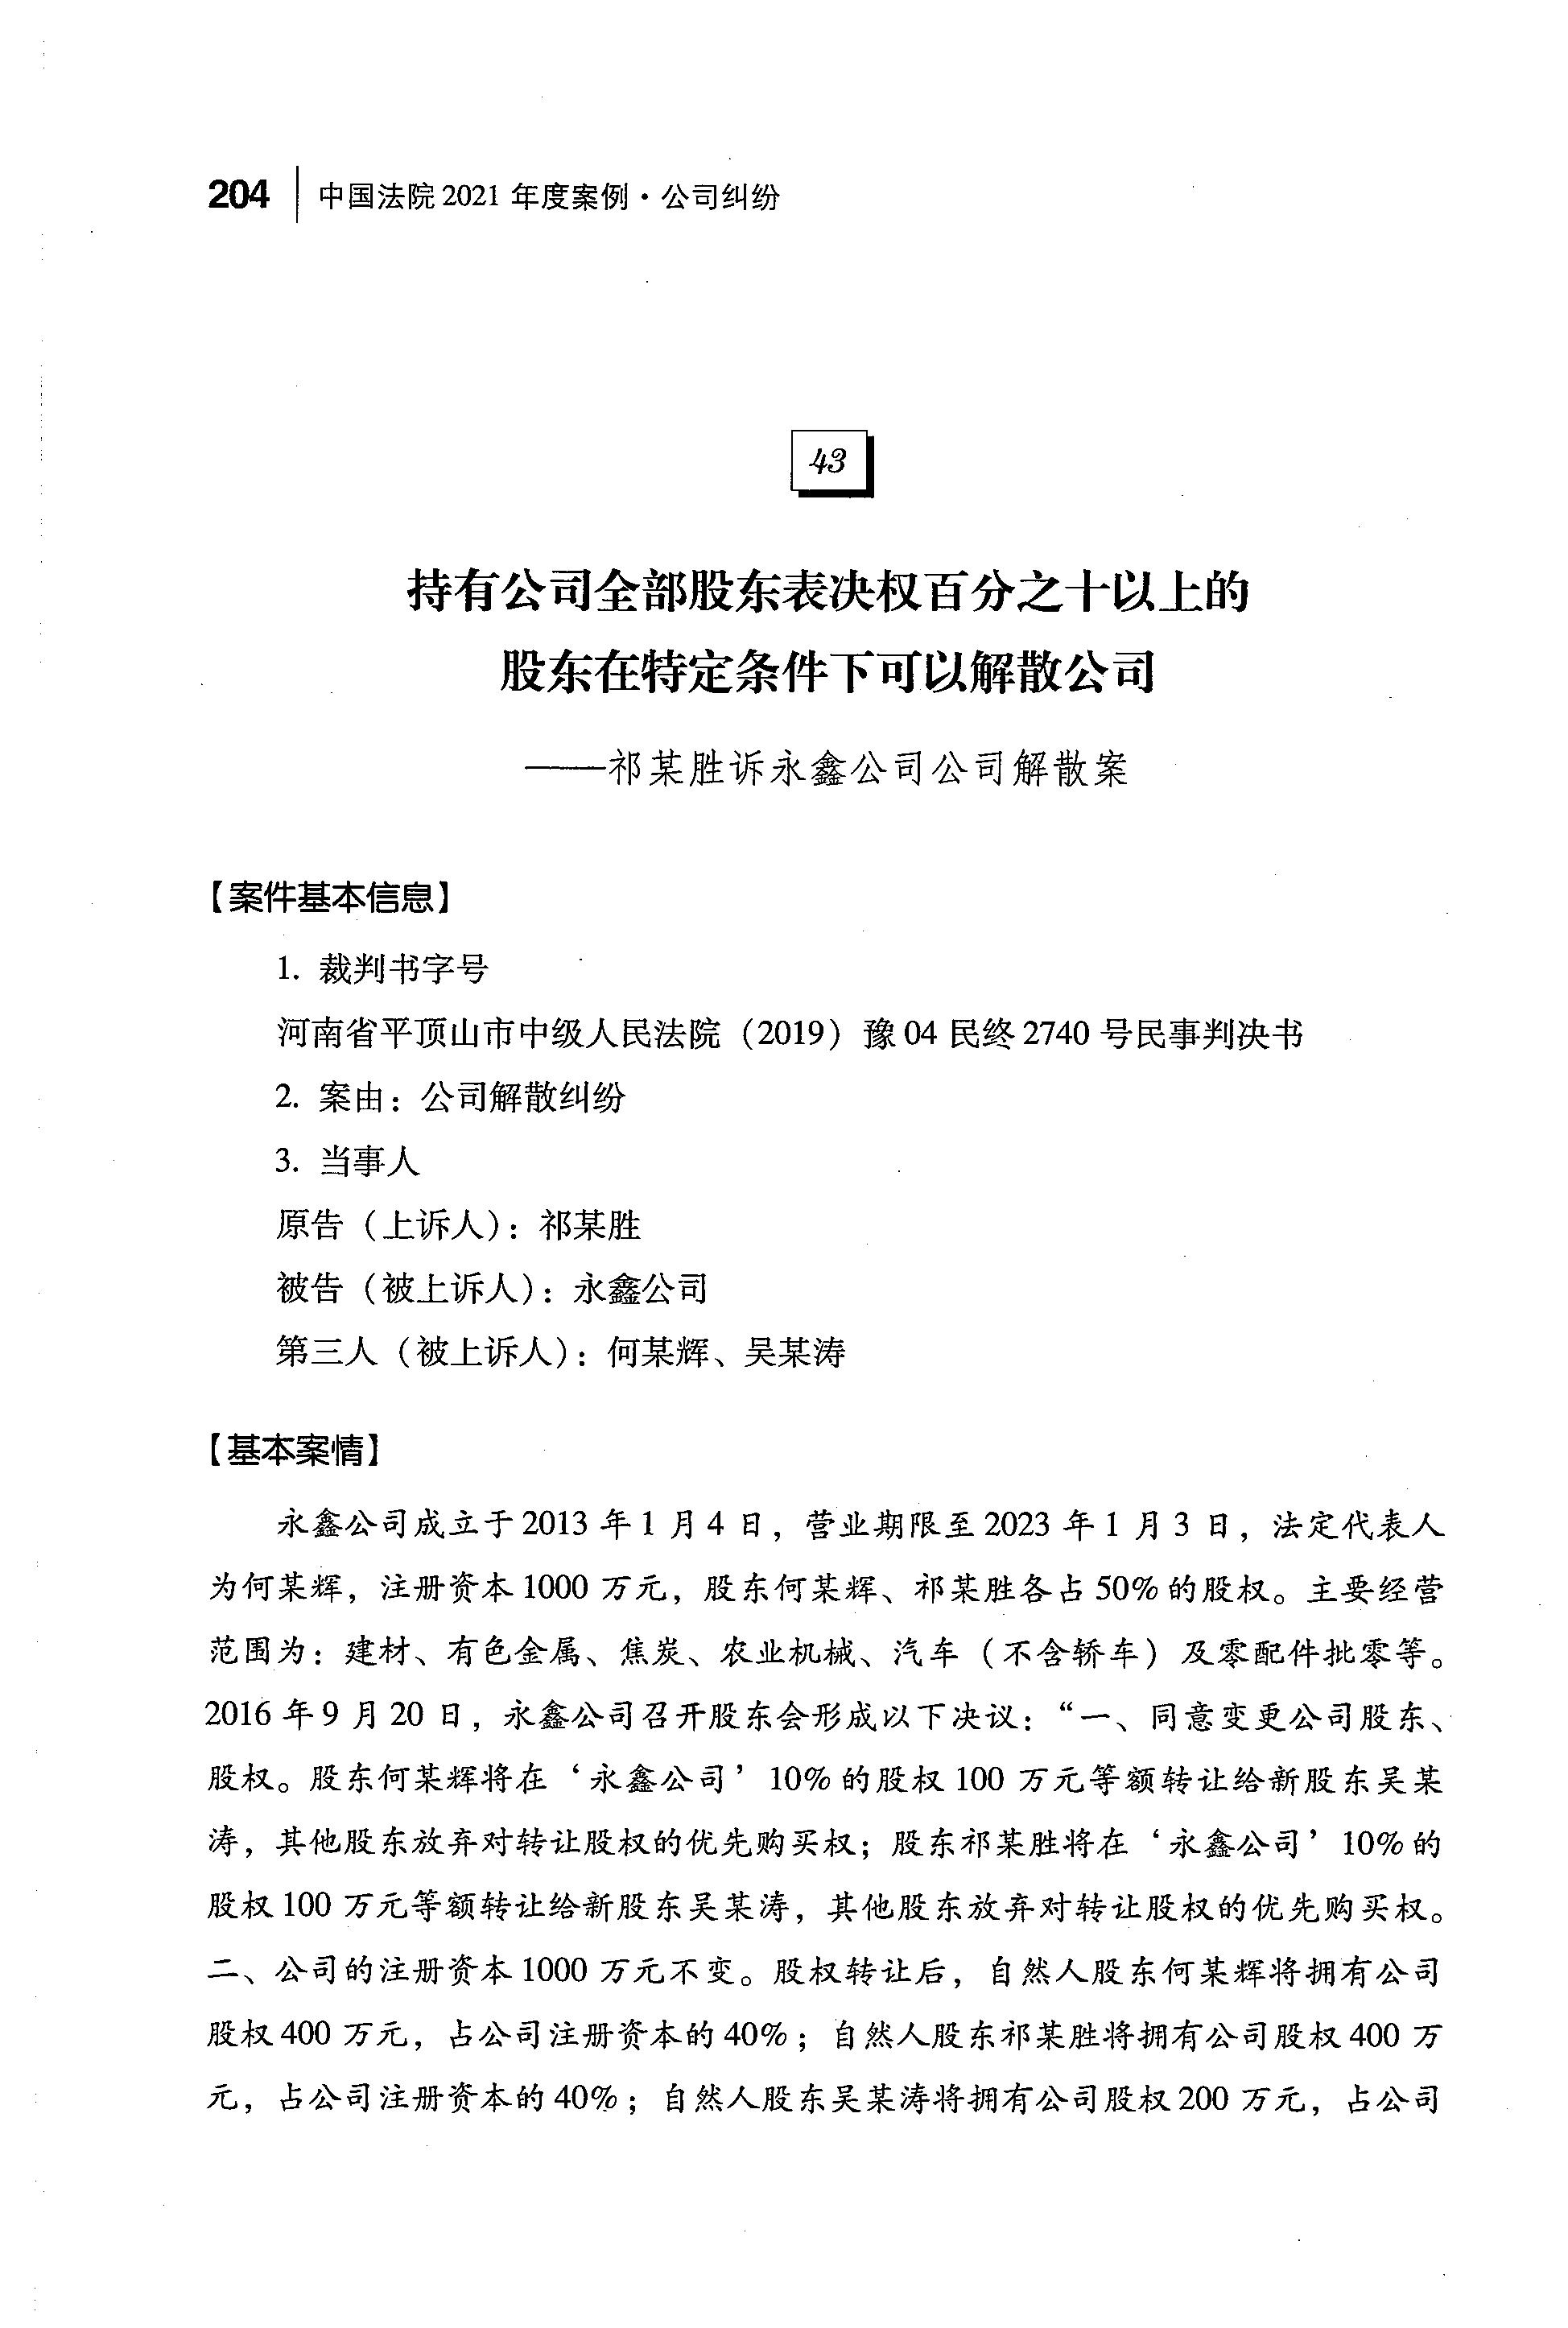 204 中国法院 2021 年度案例·公司纠纷
43
持有公司全部股东表决权百分之十以上的
股东在特定条件下可以解散公司
——祁某胜诉永鑫公司公司解散案
【案件基本信息】
1. 裁判书字号
河南省平顶山市中级人民法院（2019）豫 04 民终 2740 号民事判决书
2. 案由：公司解散纠纷
3. 当事人
原告（上诉人）：祁某胜
被告（被上诉人）：永鑫公司
第三人（被上诉人）：何某辉、吴某涛
【基本案情】
永鑫公司成立于 2013 年 1 月 4 日，营业期限至 2023 年 1 月 3 日，法定代表人
为何某辉，注册资本 1000 万元，股东何某辉、祁某胜各占 50% 的股权。主要经营
范围为：建材、有色金属、焦炭、农业机械、汽车（不含轿车）及零配件批零等。
2016 年 9 月 20 日，永鑫公司召开股东会形成以下决议：“一、同意变更公司股东、
股权。股东何某辉将在‘永鑫公司’10% 的股权 100 万元等额转让给新股东吴某
涛，其他股东放弃对转让股权的优先购买权；股东祁某胜将在‘永鑫公司’10% 的
股权 100 万元等额转让给新股东吴某涛，其他股东放弃对转让股权的优先购买权。
二、公司的注册资本 1000 万元不变。股权转让后，自然人股东何某辉将拥有公司
股权 400 万元，占公司注册资本的 40%；自然人股东祁某胜将拥有公司股权 400 万
元，占公司注册资本的 40%；自然人股东吴某涛将拥有公司股权 200 万元，占公司